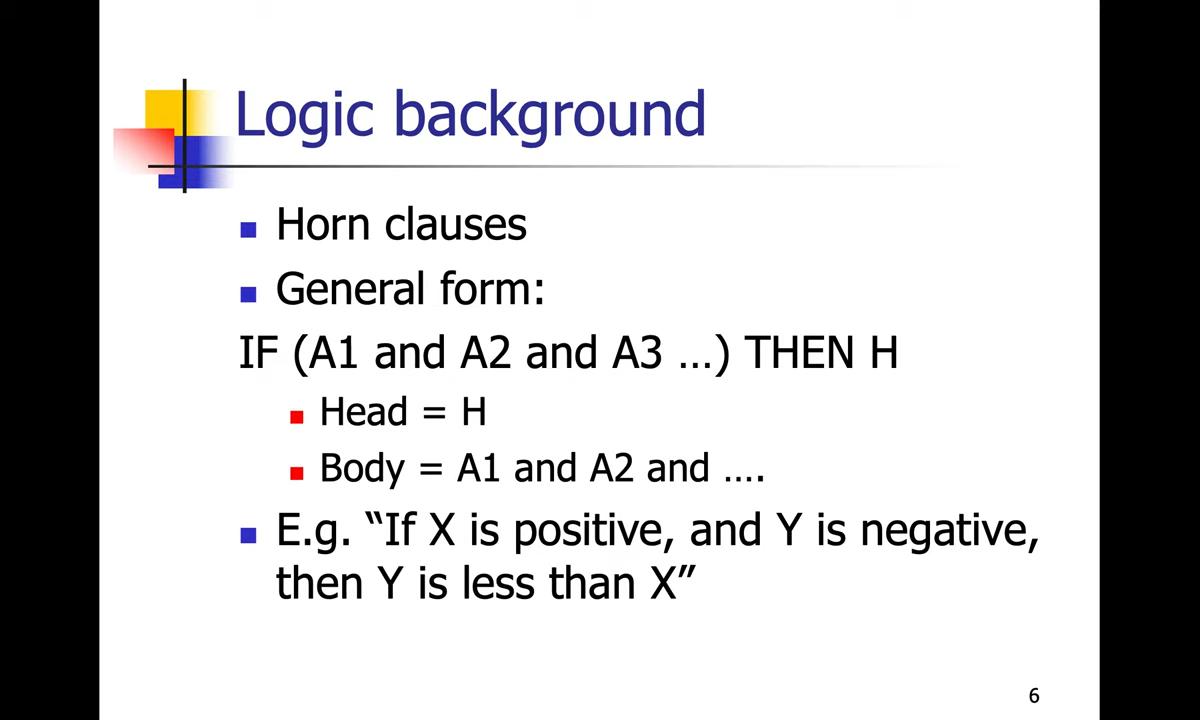 Logic background
Horn clauses
General form:
IF (A1 and A2 and A3 …) THEN H
Head = H
Body = A1 and A2 and ….
E.g. “If X is positive, and Y is negative,
then Y is less than X”
6